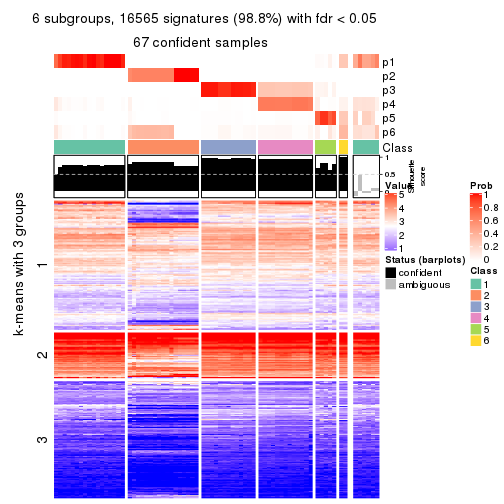 6 subgroups, 16565 signatures (98.8%) with fdr < 0.05
67 confident samples
p1
p2
p3
p4
p5
p6
Class
1
0.5
0
Silhouette
score
k-means with 3 groups
1
2
3
Value
5
4
3
2
1
Status (barplots)
confident
ambiguous
Prob
1
0.8
0.6
0.4
0.2
0
Class
1
2
3
4
5
6